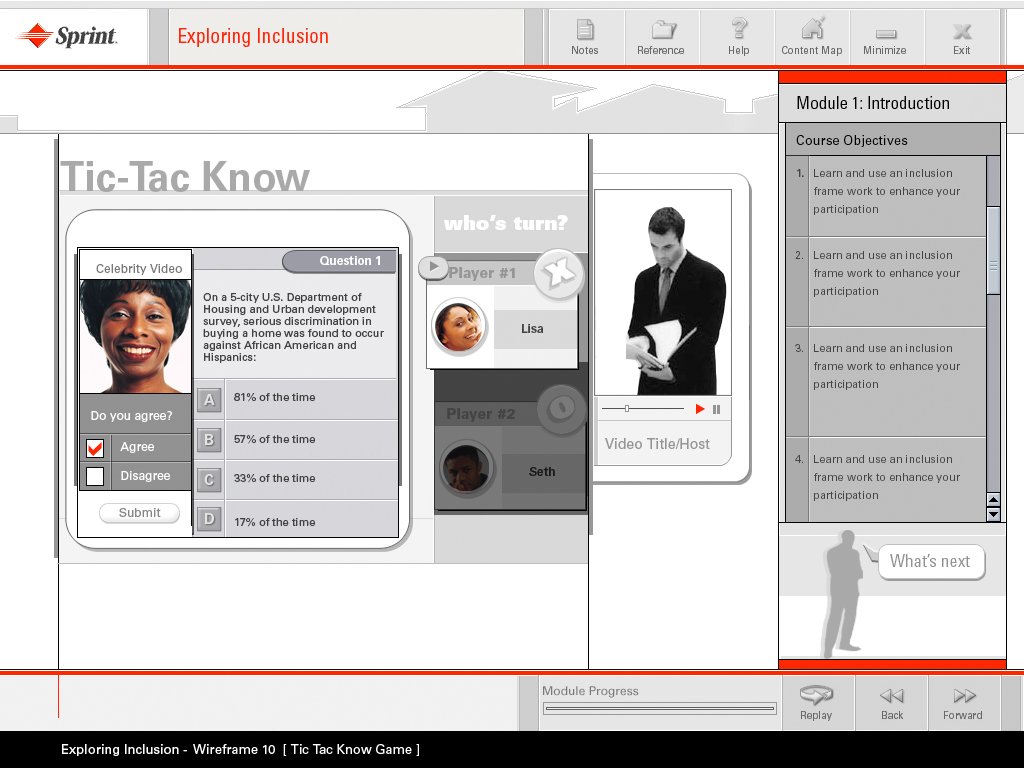 Sprint.
Exploring Inclusion
Notes
Reference
Help
Content Map
Minimize
Exit
Tic-Tac Know
Celebrity Video
Do you agree?
Agree
Disagree
Submit
Question 1
On a 5-city U.S. Department of
Housing and Urban development
survey, serious discrimination in
buying a home was found to occur
against African American and
Hispanics:
A 81% of the time
B 57% of the time
C 33% of the time
D 17% of the time
who's turn?
Player #1
Lisa
Player #2
Seth
Video Title/Host
Module 1: Introduction
Course Objectives
1. Learn and use an inclusion
frame work to enhance your
participation
2. Learn and use an inclusion
frame work to enhance your
participation
3. Learn and use an inclusion
frame work to enhance your
participation
4. Learn and use an inclusion
frame work to enhance your
participation
What's next
Module Progress
Replay
Back
Forward
Exploring Inclusion - Wireframe 10 [ Tic Tac Know Game ]